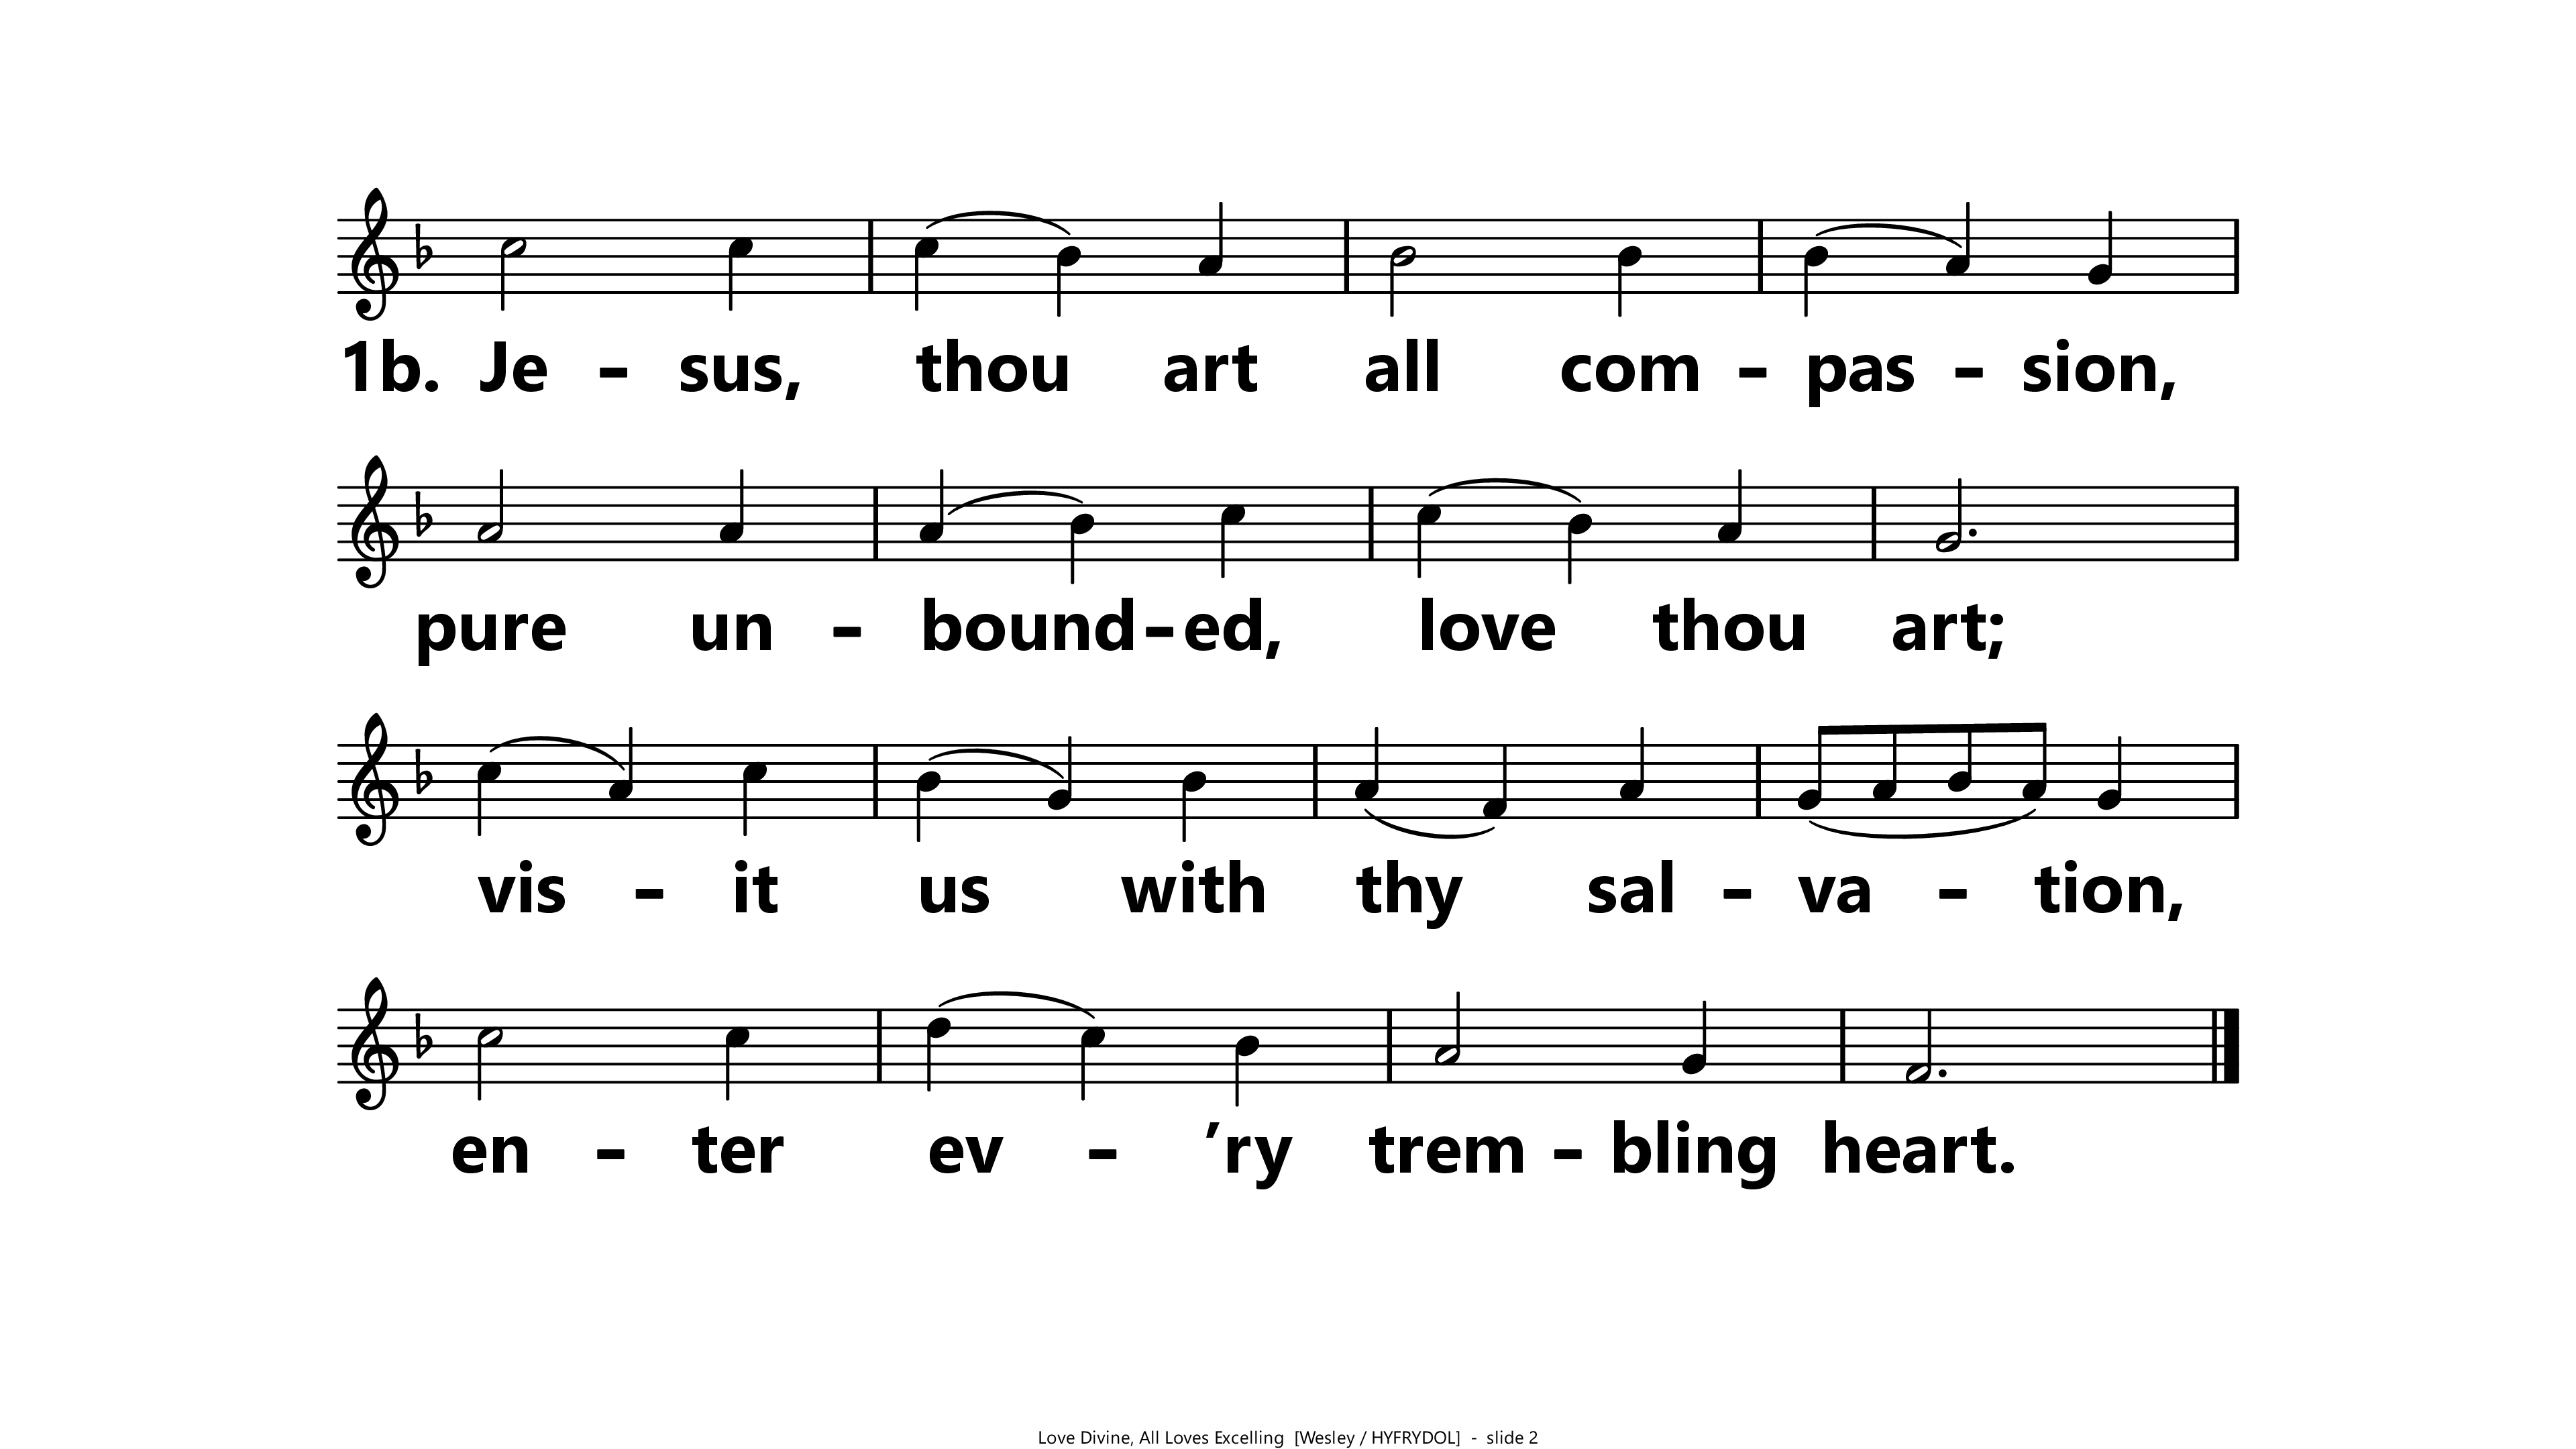 1b. Je - sus, thou art all com - pas - sion,
pure un - bound - ed, love thou art;
vis - it us with thy sal - va - tion,
en - ter ev - ’ry trem - bling heart.
Love Divine, All Loves Excelling [Wesley / HYFRYDOL] - slide 2